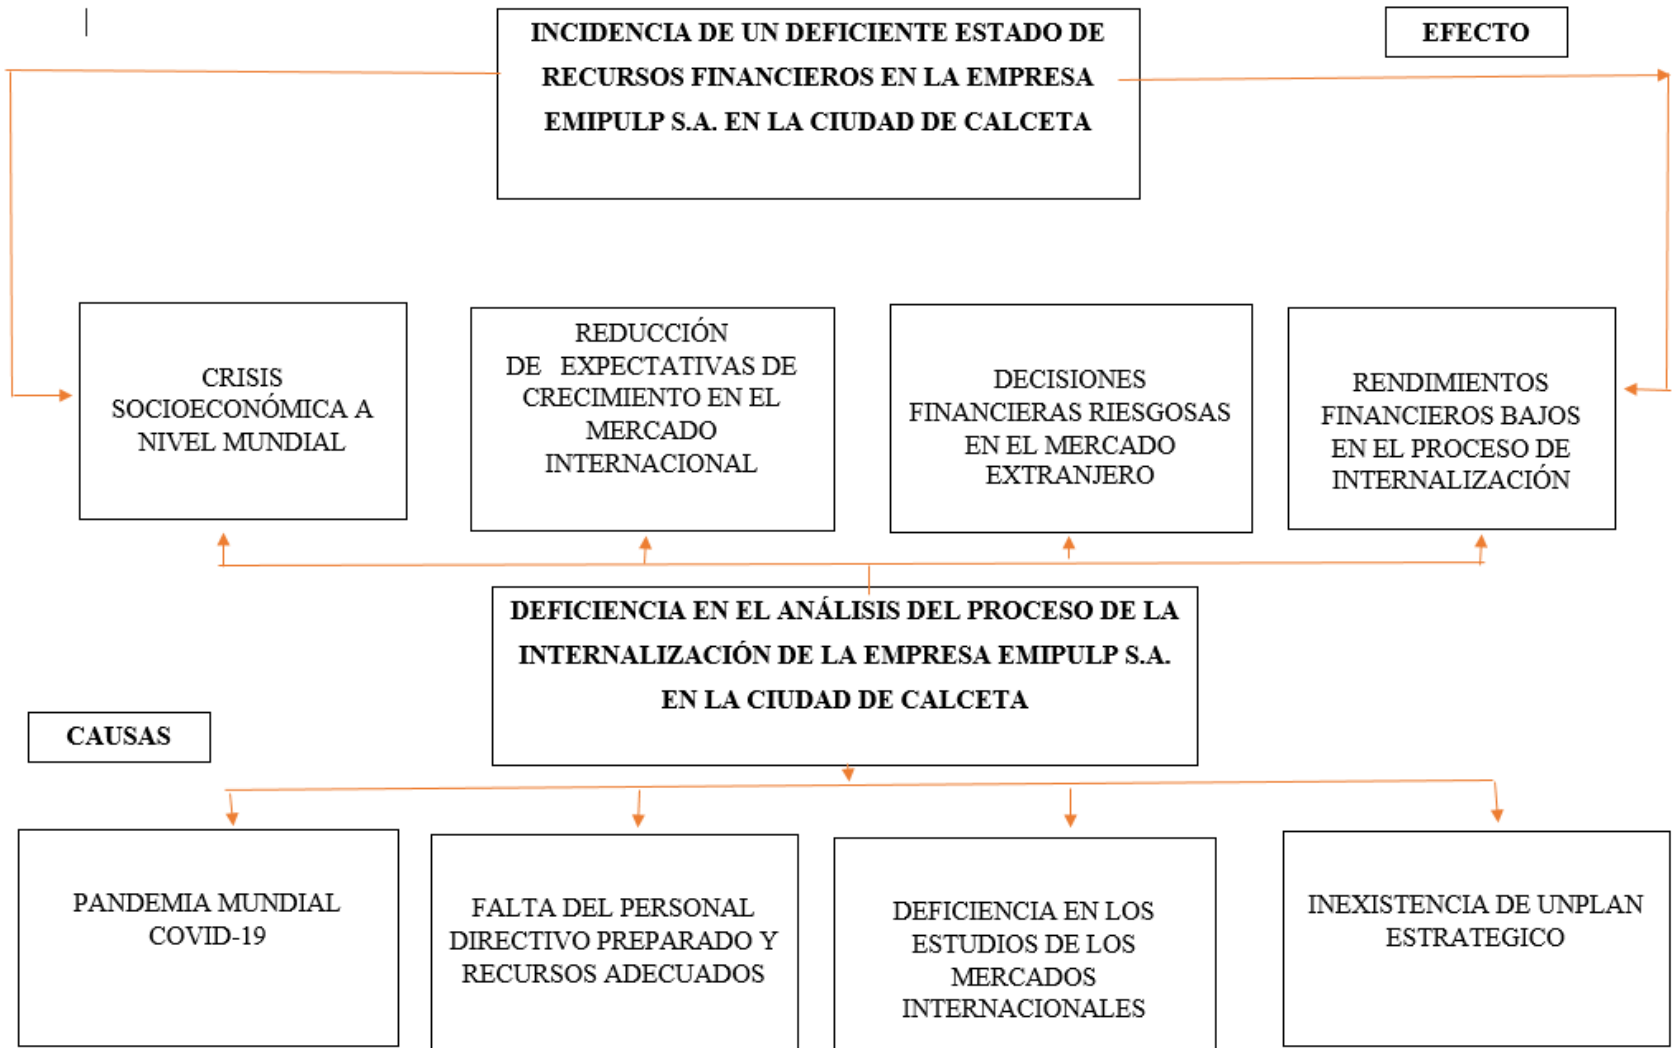 INCIDENCIA DE UN DEFICIENTE ESTADO DE
RECURSOS FINANCIEROS EN LA EMPRESA
EMIPULP S.A. EN LA CIUDAD DE CALCETA
EFECTO
CRISIS
SOCIOECONÓMICA A
NIVEL MUNDIAL
REDUCCIÓN
DE EXPECTATIVAS DE
CRECIMIENTO EN EL
MERCADO
INTERNACIONAL
DECISIONES
FINANCIERAS RIESGOSAS
EN EL MERCADO
EXTRANJERO
RENDIMIENTOS
FINANCIEROS BAJOS
EN EL PROCESO DE
INTERNALIZACIÓN
DEFICIENCIA EN EL ANÁLISIS DEL PROCESO DE LA
INTERNALIZACIÓN DE LA EMPRESA EMIPULP S.A.
EN LA CIUDAD DE CALCETA
CAUSAS
PANDEMIA MUNDIAL
COVID-19
FALTA DEL PERSONAL
DIRECTIVO PREPARADO Y
RECURSOS ADECUADOS
DEFICIENCIA EN LOS
ESTUDIOS DE LOS
MERCADOS
INTERNACIONALES
INEXISTENCIA DE UNPLAN
ESTRATEGICO